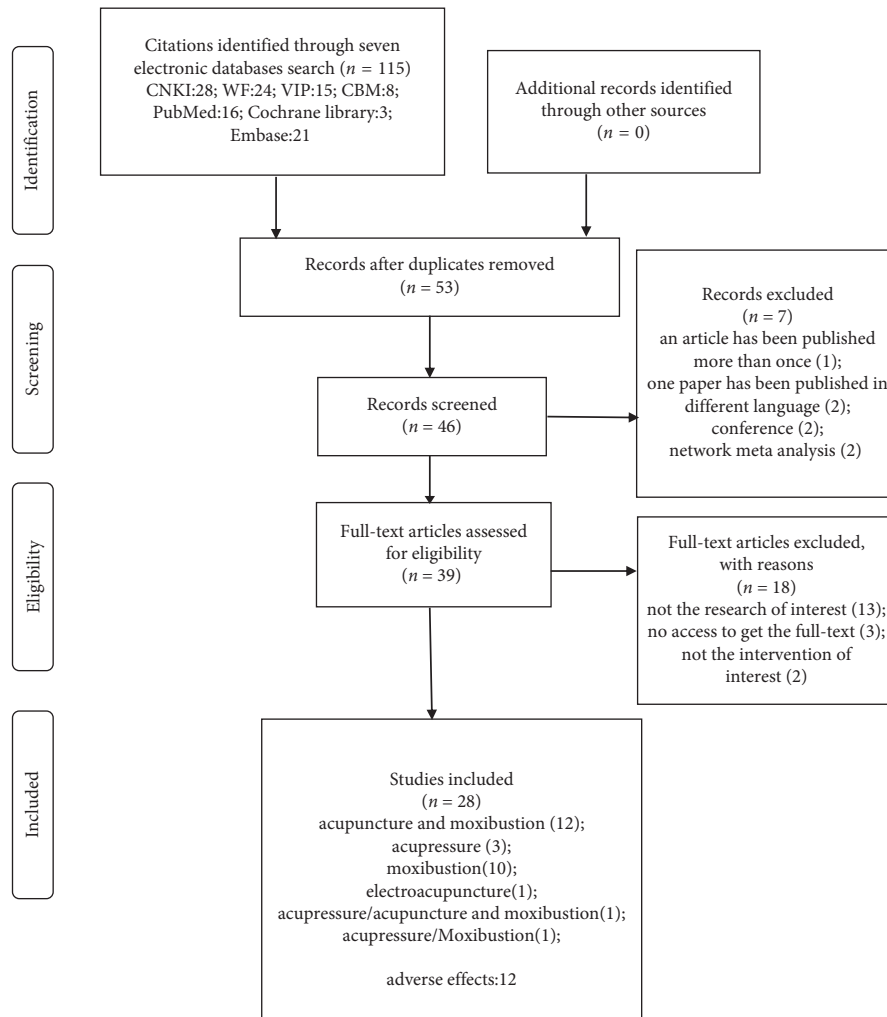 Identification
Citations identified through seven
electronic databases search (n = 115)
CNKI:28; WF:24; VIP:15; CBM:8;
PubMed:16; Cochrane library:3;
Embase:21
Additional records identified
through other sources
(n = 0)
Records after duplicates removed
(n = 53)
Screening
Records screened
(n = 46)
Records excluded
(n = 7)
an article has been published
more than once (1);
one paper has been published in
different language (2);
conference (2);
network meta analysis (2)
Eligibility
Full-text articles assessed
for eligibility
(n = 39)
Full-text articles excluded,
with reasons
(n = 18)
not the research of interest (13);
no access to get the full-text (3);
not the intervention of
interest (2)
Included
Studies included
(n = 28)
acupuncture and moxibustion (12);
acupressure (3);
moxibustion(10);
electroacupuncture(1);
acupressure/acupuncture and moxibustion(1);
acupressure/Moxibustion(1);
adverse effects:12